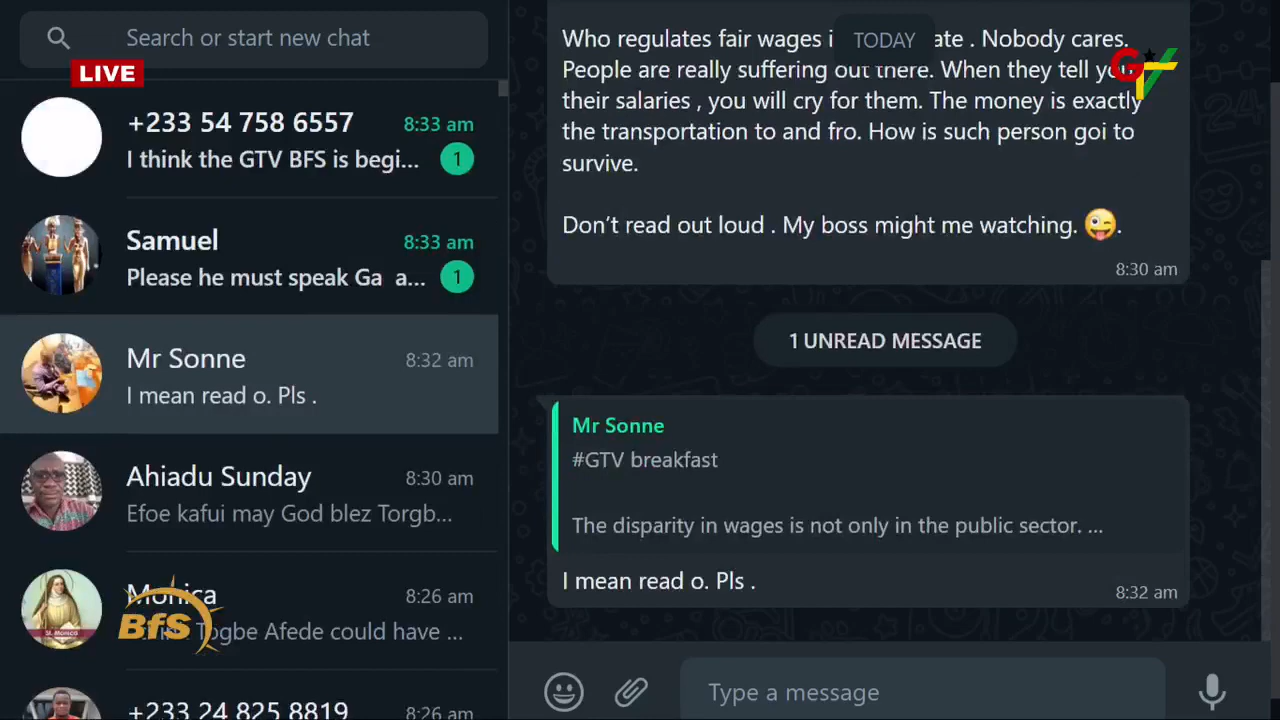 Search or start new chat
LIVE
+233 54 758 6557
8:33 am
I think the GTV BFS is begi...
1
Samuel
8:33 am
Please he must speak Ga a...
1
Mr Sonne
8:32 am
I mean read o. Pls .
Ahiadu Sunday
8:30 am
Efoe kafui may God blez Torgb...
Monica
8:26 am
Togbe Afede could have ...
BfS
St. Monica
+233 24 825 8819
8:26 am
TODAY
GTV
Who regulates fair wages ate . Nobody cares.
People are really suffering out there. When they tell you
their salaries , you will cry for them. The money is exactly
the transportation to and fro. How is such person goi to
survive.
Don’t read out loud . My boss might me watching. 😜.
8:30 am
1 UNREAD MESSAGE
Mr Sonne
#GTV breakfast
The disparity in wages is not only in the public sector. ...
I mean read o. Pls .
8:32 am
Type a message